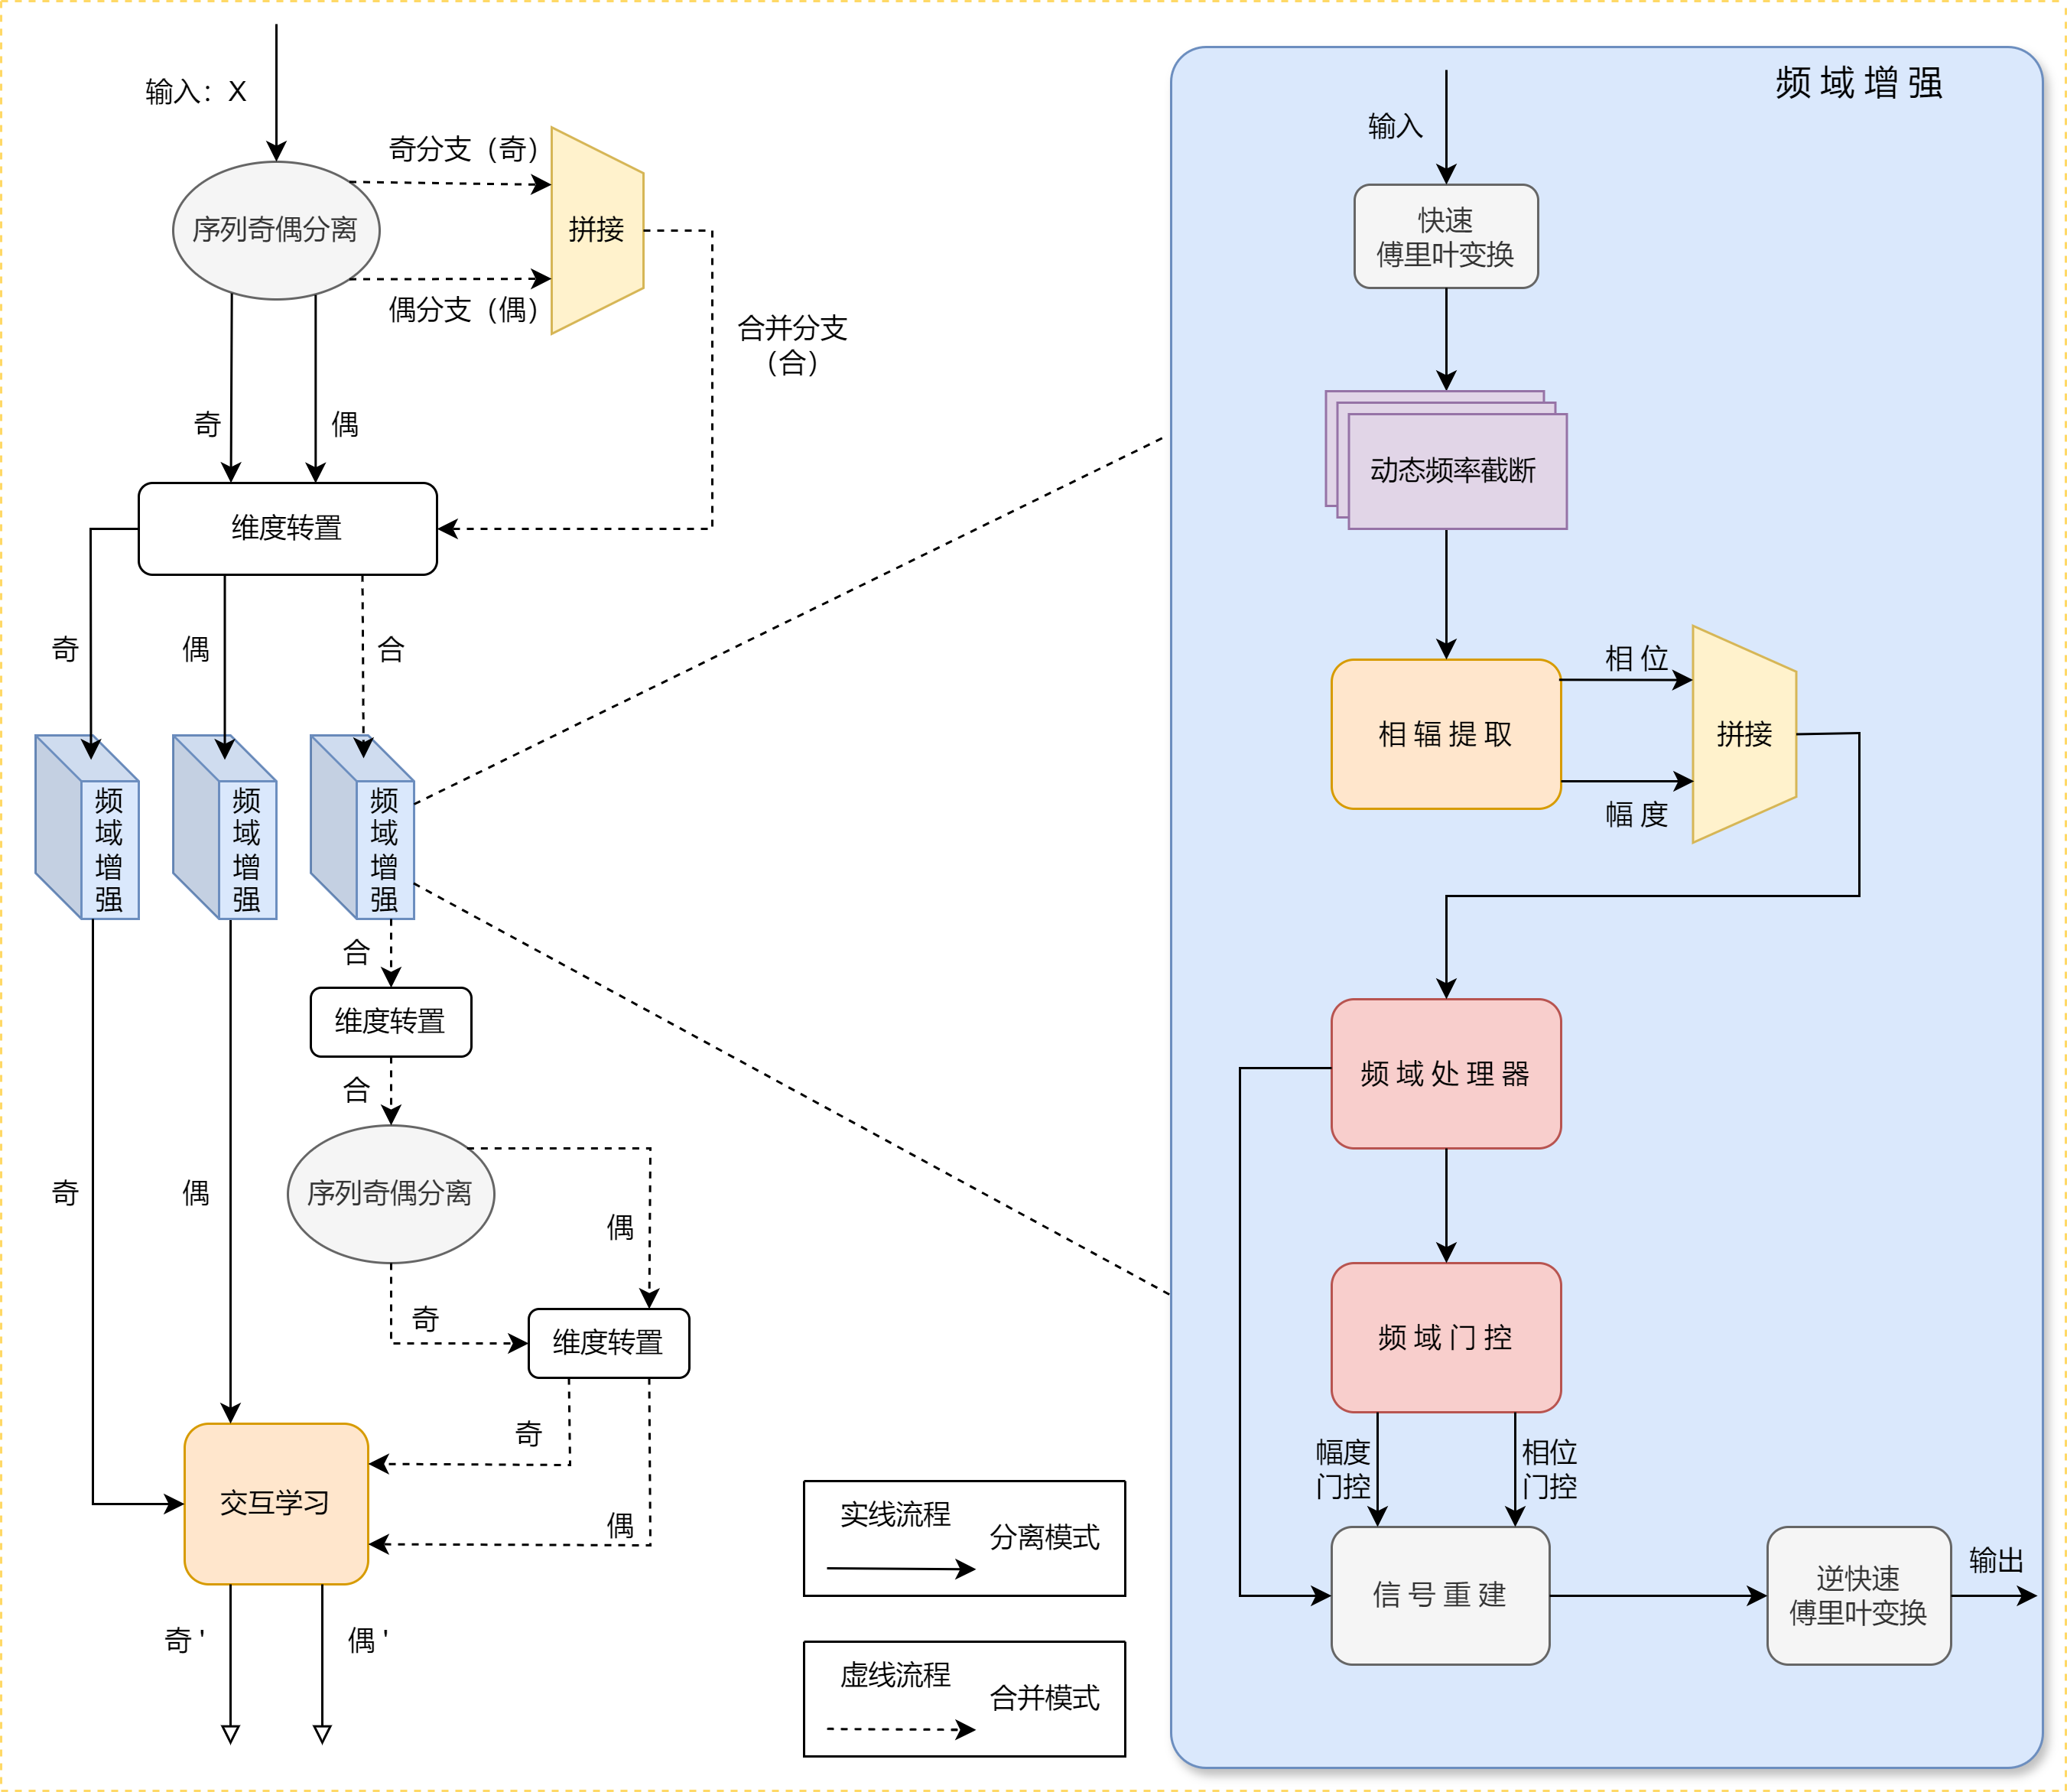 输入：X
序列奇偶分离
奇分支（奇）
偶分支（偶）
拼接
合并分支
（合）
奇
偶
维度转置
奇
偶
合
频
域
增
强
频
域
增
强
频
域
增
强
合
维度转置
合
序列奇偶分离
奇
偶
偶
奇
维度转置
奇
偶
交互学习
奇 '
偶 '
实线流程
分离模式
虚线流程
合并模式
频 域 增 强
输入
快速
傅里叶变换
动态频率截断
相 辐 提 取
相 位
幅 度
拼接
频 域 处 理 器
频 域 门 控
幅度
门控
相位
门控
信 号 重 建
逆快速
傅里叶变换
输出